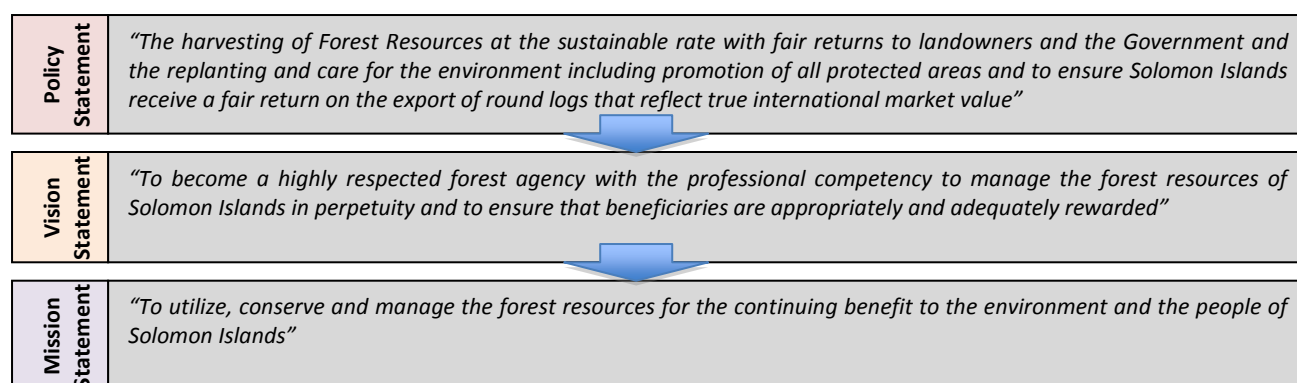 Policy
Statement
“The harvesting of Forest Resources at the sustainable rate with fair returns to landowners and the Government and
the replanting and care for the environment including promotion of all protected areas and to ensure Solomon Islands
receive a fair return on the export of round logs that reflect true international market value”
Vision
Statement
“To become a highly respected forest agency with the professional competency to manage the forest resources of
Solomon Islands in perpetuity and to ensure that beneficiaries are appropriately and adequately rewarded”
Mission
Statement
“To utilize, conserve and manage the forest resources for the continuing benefit to the environment and the people of
Solomon Islands”